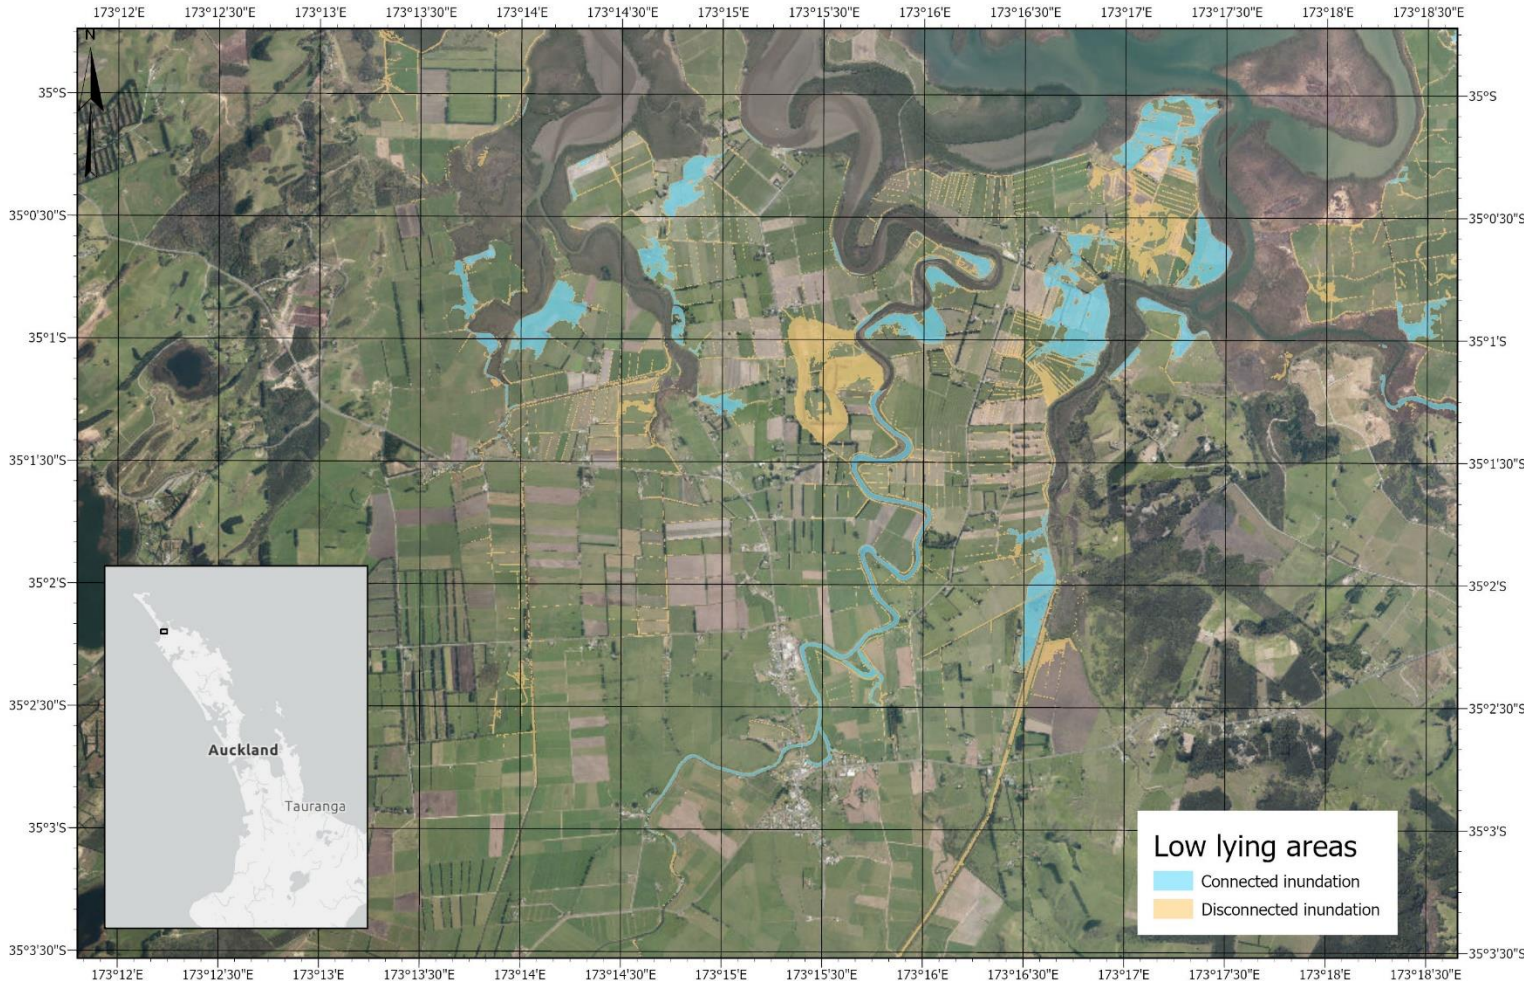 173°12'E 173°12'30"E 173°13'E 173°13'30"E 173°14'E 173°14'30"E 173°15'E 173°15'30"E 173°16'E 173°16'30"E 173°17'E 173°17'30"E 173°18'E 173°18'30"E
N
35°S 35°S
35°0'30"S 35°0'30"S
35°1'S 35°1'S
35°1'30"S 35°1'30"S
35°2'S 35°2'S
35°2'30"S 35°2'30"S
Auckland
Tauranga
35°3'S 35°3'S
Low lying areas
Connected inundation
Disconnected inundation
35°3'30"S 35°3'30"S
173°12'E 173°12'30"E 173°13'E 173°13'30"E 173°14'E 173°14'30"E 173°15'E 173°15'30"E 173°16'E 173°16'30"E 173°17'E 173°17'30"E 173°18'E 173°18'30"E